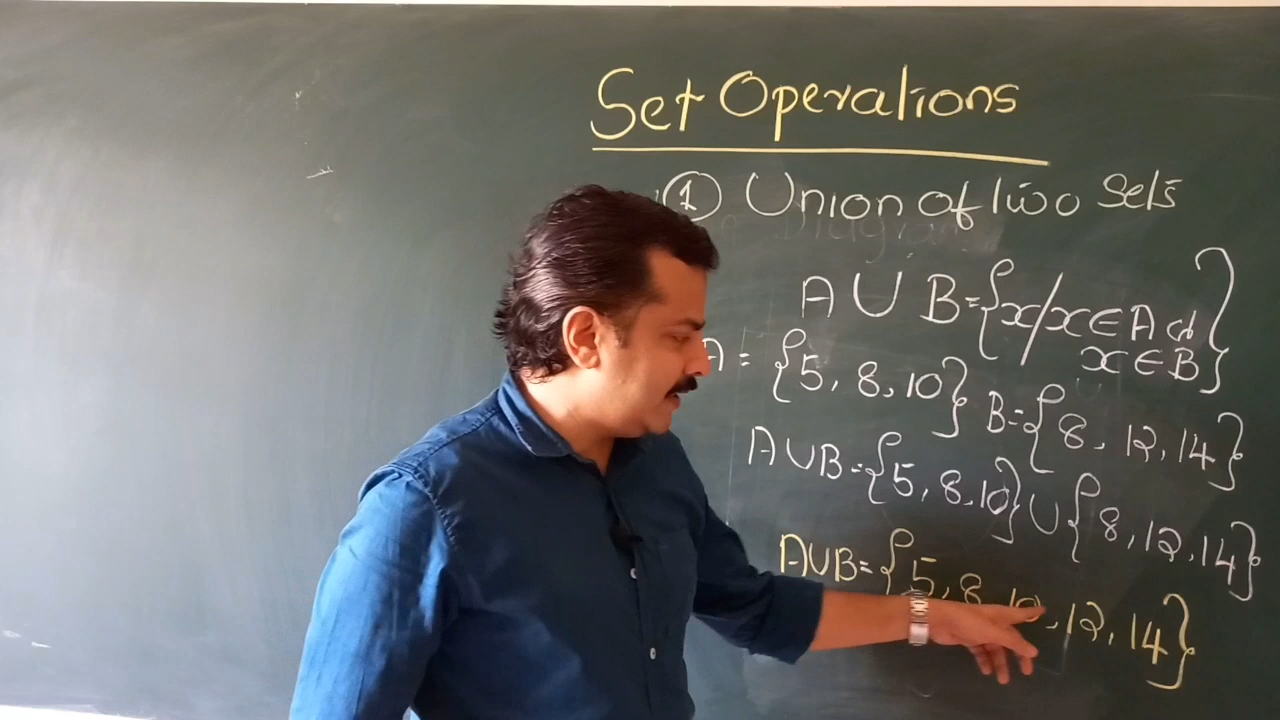 Set Operations
① Union of two Sets
A ∪ B = {x/x ∈ A or
x ∈ B}
A = {5, 8, 10} B = {8, 12, 14}
A∪B = {5, 8, 10} ∪ {8, 12, 14}
A∪B = {5, 8, 10, 12, 14}